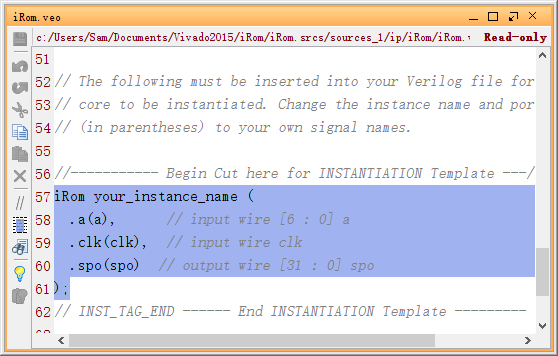 iRom.veo
c:/Users/Sam/Documents/Vivado2015/iRom/iRom.srcs/sources_1/ip/iRom/iRom. Read-only
51
52 // The following must be inserted into your Verilog file for
53 // core to be instantiated. Change the instance name and por
54 // (in parentheses) to your own signal names.
55
56 //----------- Begin Cut here for INSTANTIATION Template ---/
57 iRom your_instance_name (
58 .a(a), // input wire [6 : 0] a
59 .clk(clk), // input wire clk
60 .spo(spo) // output wire [31 : 0] spo
61 );
62 // INST_TAG_END ------ End INSTANTIATION Template ---------